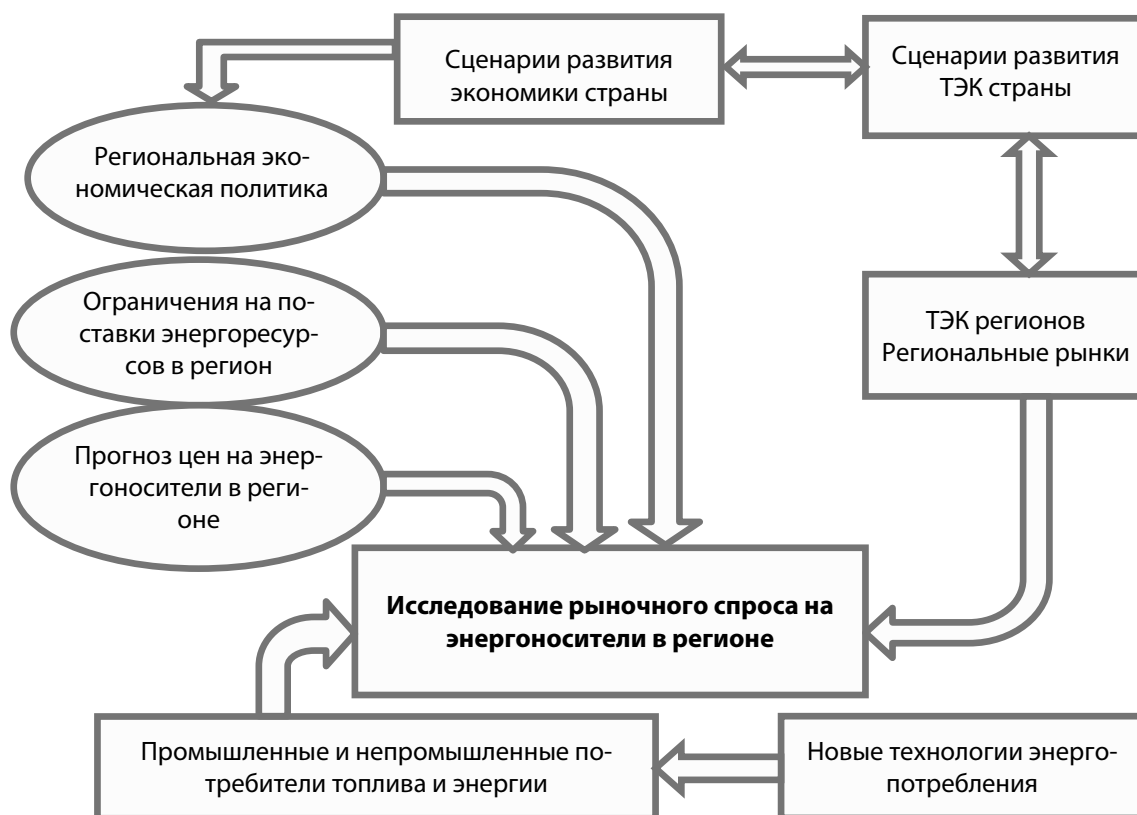 Сценарии развития
экономики страны
Сценарии развития
ТЭК страны
Региональная эко-
номическая политика
Ограничения на по-
ставки энергоресур-
сов в регион
ТЭК регионов
Региональные рынки
Прогноз цен на энер-
гоносители в реги-
оне
Исследование рыночного спроса на
энергоносители в регионе
Промышленные и непромышленные по-
требители топлива и энергии
Новые технологии энерго-
потребления